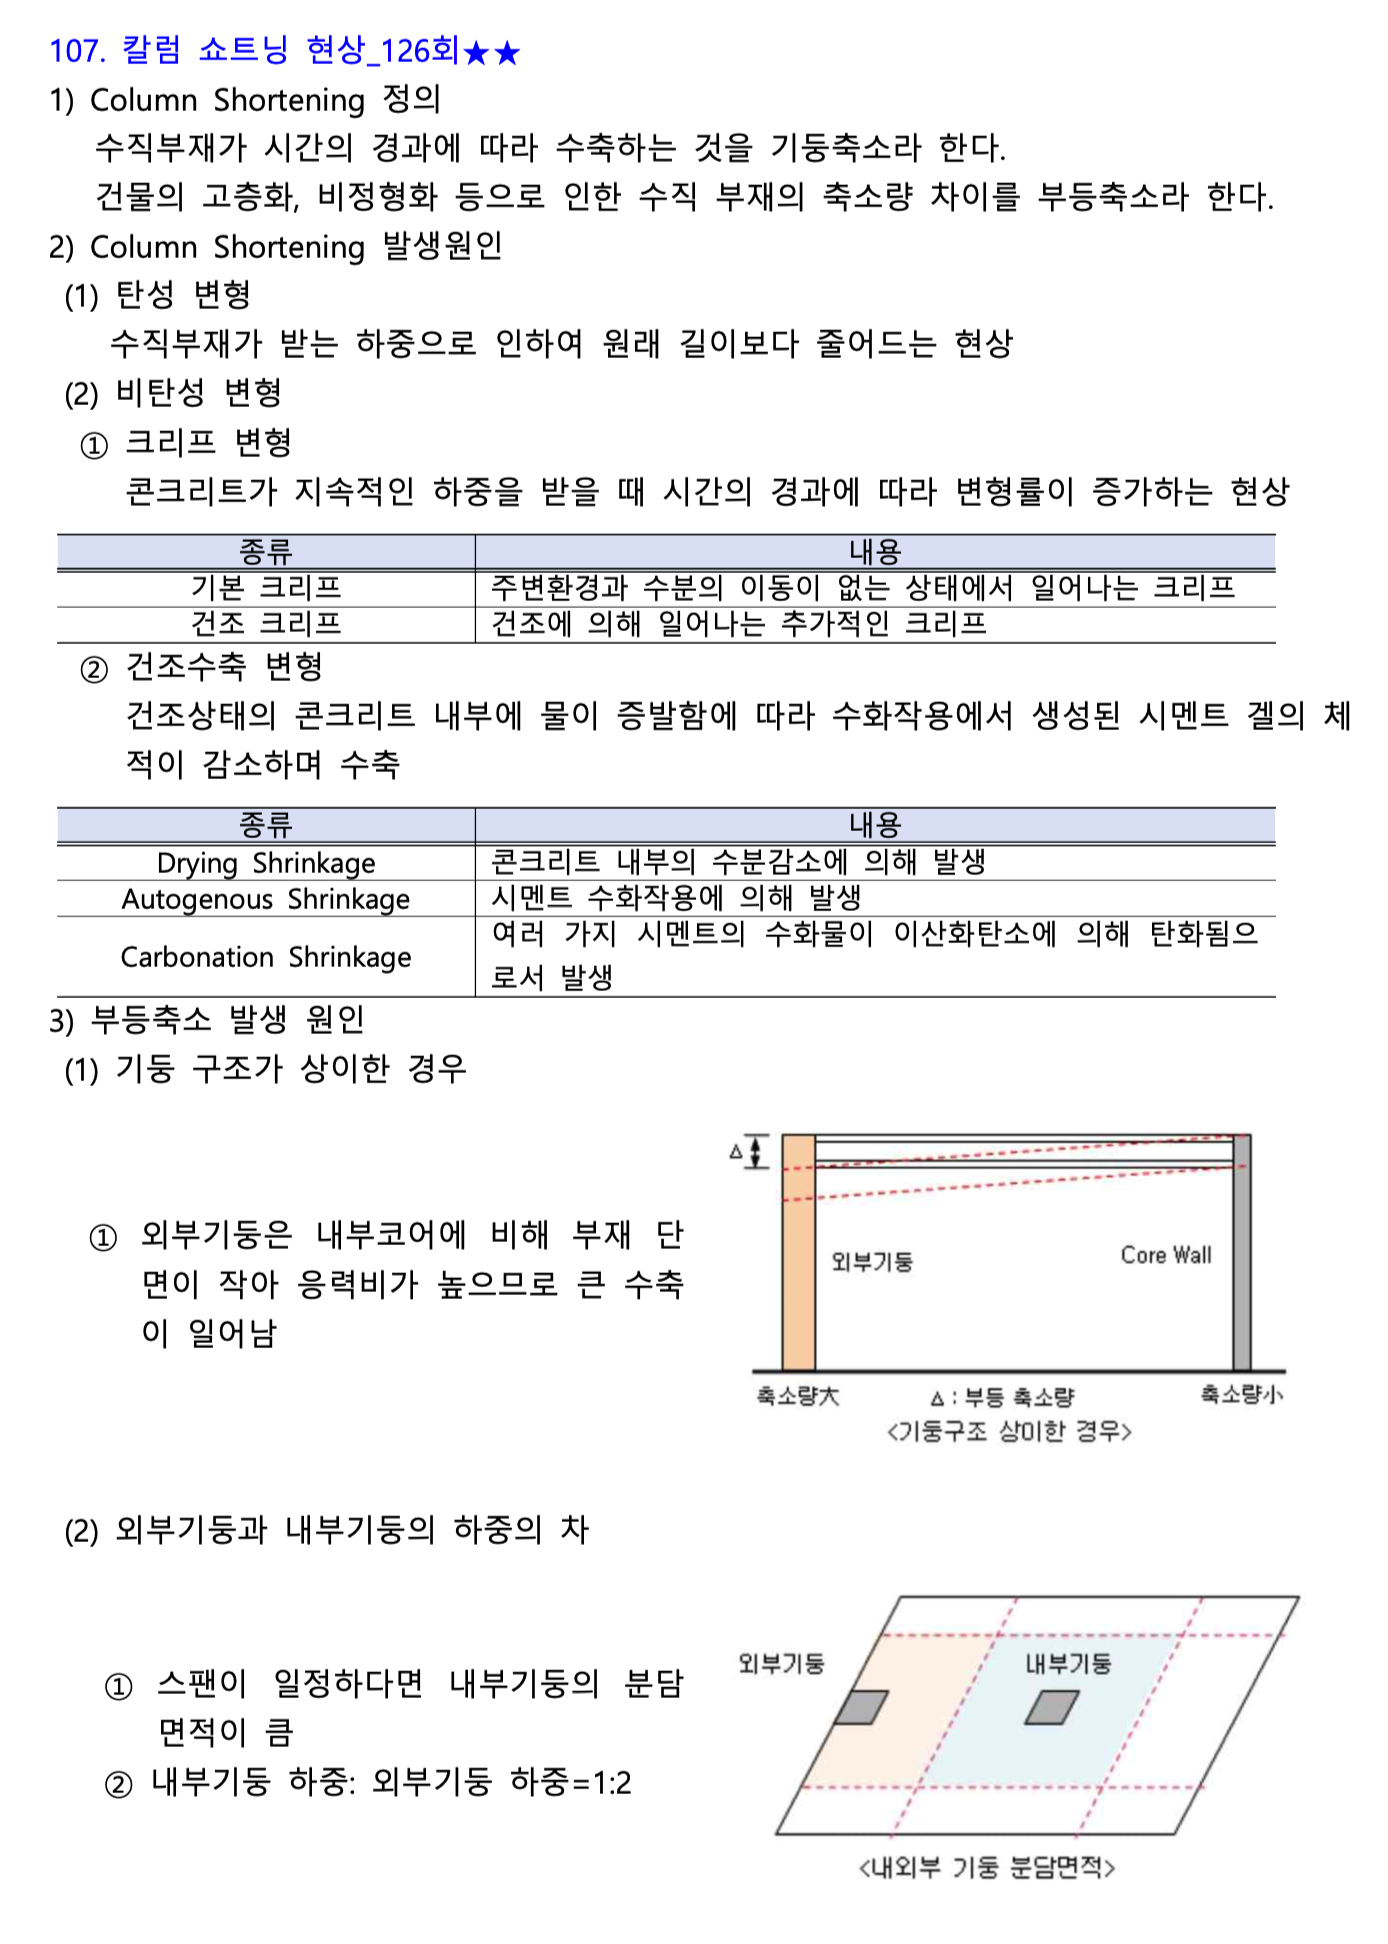 107. 칼럼 쇼트닝 현상_126회★★
1) Column Shortening 정의
수직부재가 시간의 경과에 따라 수축하는 것을 기둥축소라 한다.
건물의 고층화, 비정형화 등으로 인한 수직 부재의 축소량 차이를 부등축소라 한다.
2) Column Shortening 발생원인
(1) 탄성 변형
수직부재가 받는 하중으로 인하여 원래 길이보다 줄어드는 현상
(2) 비탄성 변형
① 크리프 변형
콘크리트가 지속적인 하중을 받을 때 시간의 경과에 따라 변형률이 증가하는 현상
종류 내용
기본 크리프 주변환경과 수분의 이동이 없는 상태에서 일어나는 크리프
건조 크리프 건조에 의해 일어나는 추가적인 크리프
② 건조수축 변형
건조상태의 콘크리트 내부에 물이 증발함에 따라 수화작용에서 생성된 시멘트 겔의 체
적이 감소하며 수축
종류 내용
Drying Shrinkage 콘크리트 내부의 수분감소에 의해 발생
Autogenous Shrinkage 시멘트 수화작용에 의해 발생
Carbonation Shrinkage 여러 가지 시멘트의 수화물이 이산화탄소에 의해 탄화됨으
로서 발생
3) 부등축소 발생 원인
(1) 기둥 구조가 상이한 경우
① 외부기둥은 내부코어에 비해 부재 단
면이 작아 응력비가 높으므로 큰 수축
이 일어남
△
외부기둥 Core Wall
축소량大 △ : 부등 축소량 축소량小
<기둥구조 상이한 경우>
(2) 외부기둥과 내부기둥의 하중의 차
① 스팬이 일정하다면 내부기둥의 분담
면적이 큼
② 내부기둥 하중: 외부기둥 하중=1:2
외부기둥 내부기둥
<내외부 기둥 분담면적>